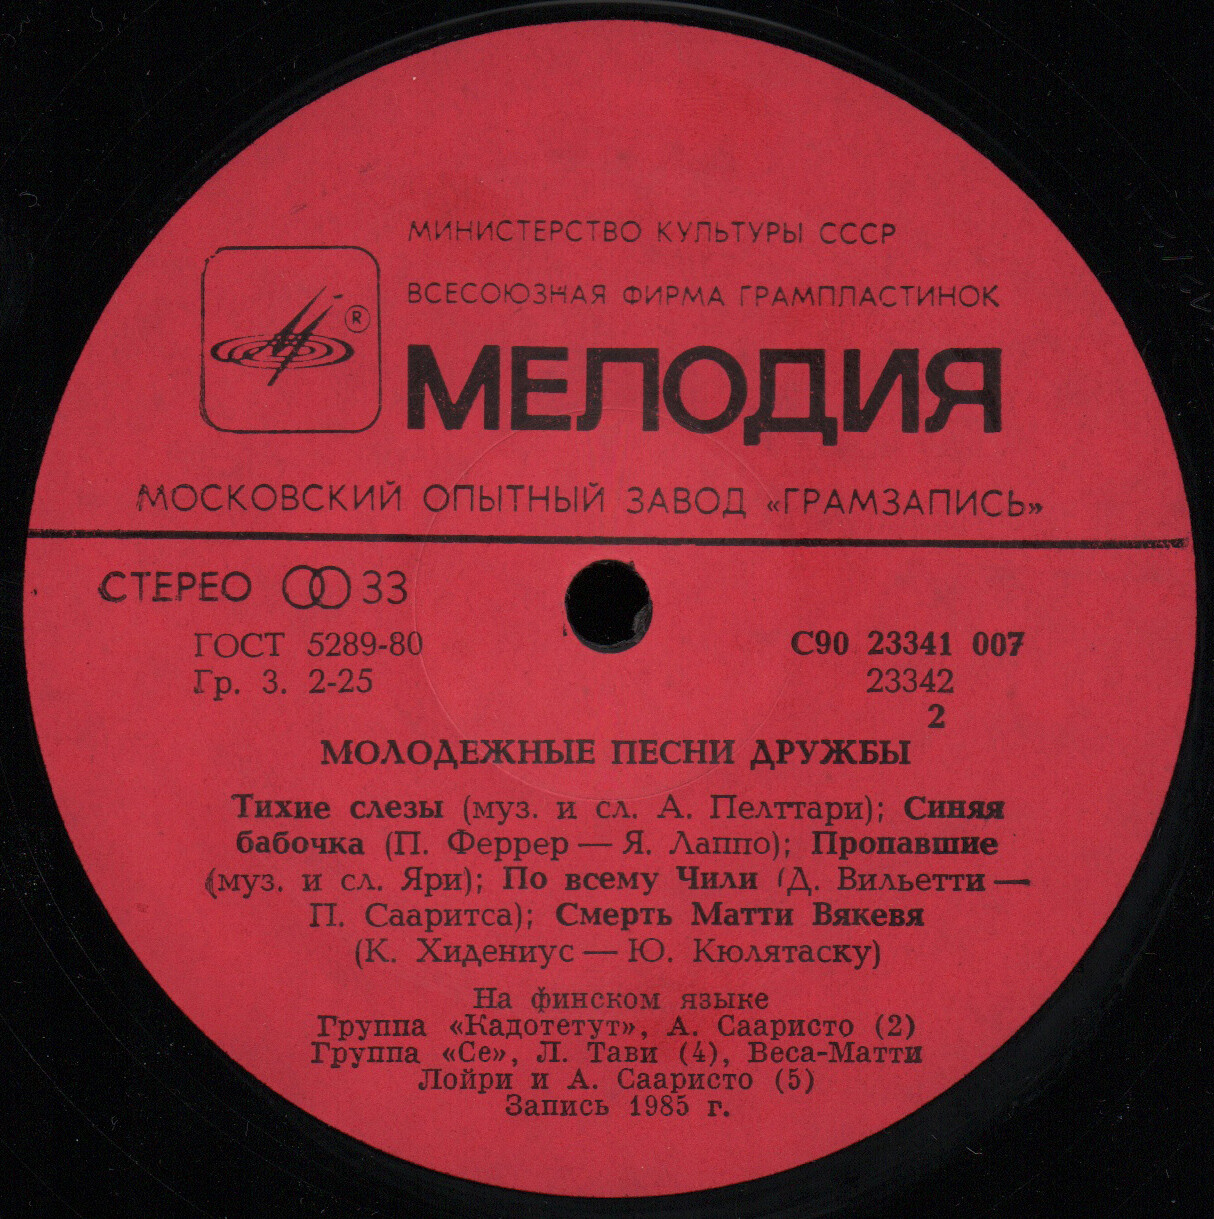 МИНИСТЕРСТВО КУЛЬТУРЫ СССР
ВСЕСОЮЗНАЯ ФИРМА ГРАМПЛАСТИНОК
®
МЕЛОДИЯ
МОСКОВСКИЙ ОПЫТНЫЙ ЗАВОД «ГРАМЗАПИСЬ»
СТЕРЕО 33
ГОСТ 5289-80 С90 23341 007
Гр. 3. 2-25 23342
2
МОЛОДЕЖНЫЕ ПЕСНИ ДРУЖБЫ
Тихие слезы (муз. и сл. А. Пелттари); Синяя
бабочка (П. Феррер — Я. Лаппо); Пропавшие
(муз. и сл. Яри); По всему Чили (Д. Вильетти —
П. Сааритса); Смерть Матти Вякевя
(К. Хидениус — Ю. Кюлятаску)
На финском языке
Группа «Кадотетут», А. Сааристо (2)
Группа «Се», Л. Тави (4), Веса-Матти
Лойри и А. Сааристо (5)
Запись 1985 г.